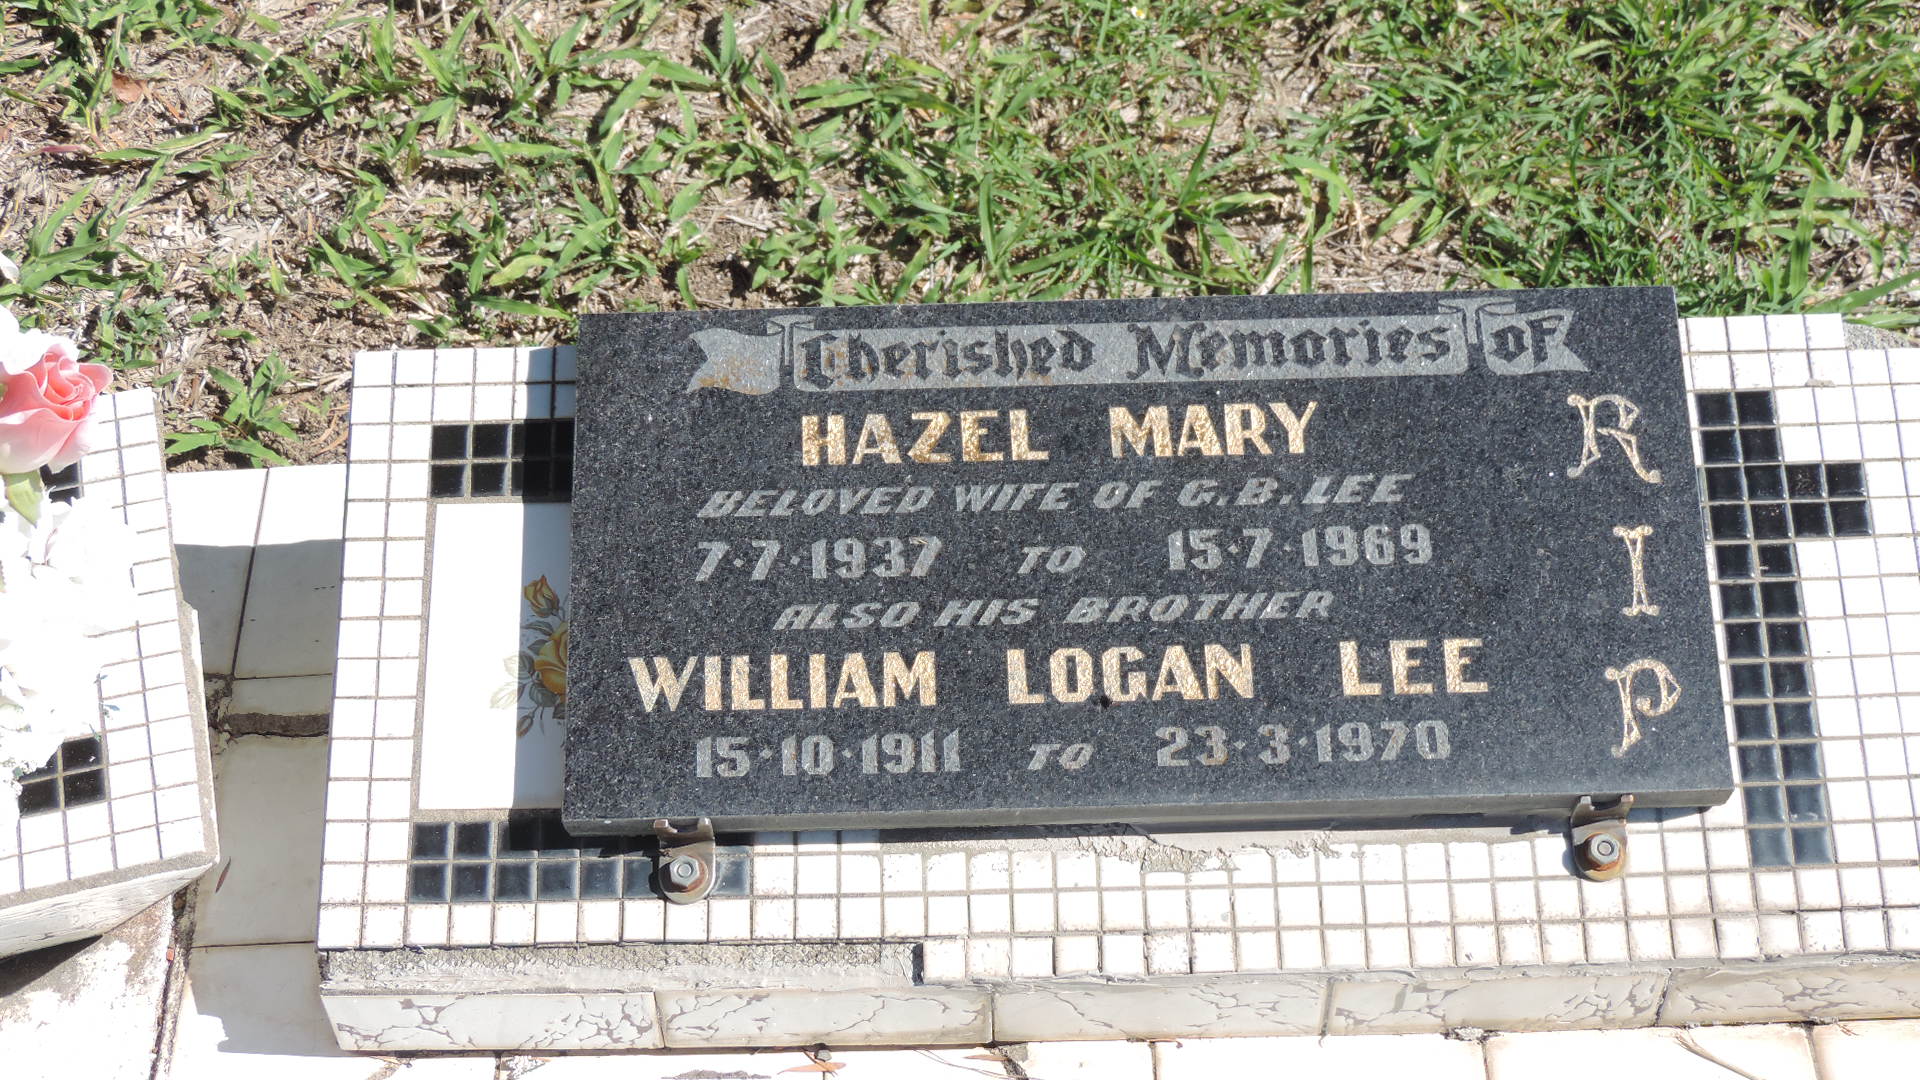 Cherished Memories of
HAZEL MARY
BELOVED WIFE OF G.B.LEE
7·7·1937 TO 15·7·1969
ALSO HIS BROTHER
WILLIAM LOGAN LEE
15·10·1911 TO 23·3·1970
R
I
P